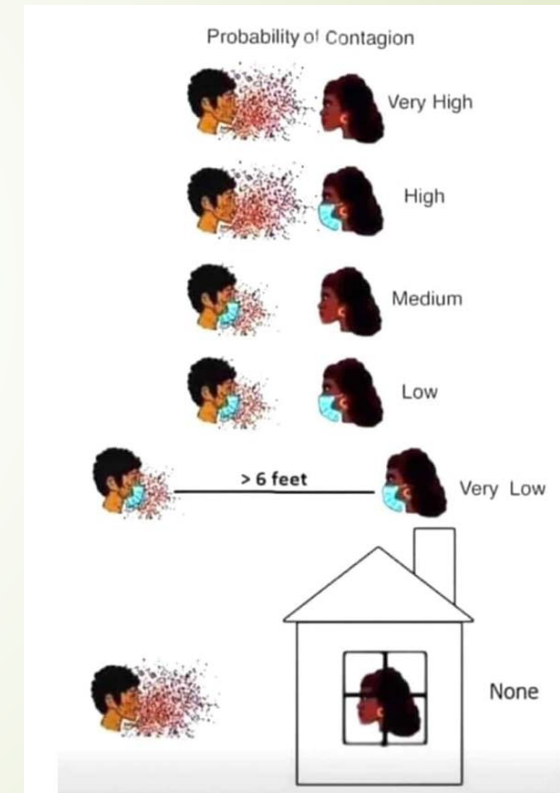 Probability of Contagion
Very High
High
Medium
Low
> 6 feet
Very Low
None